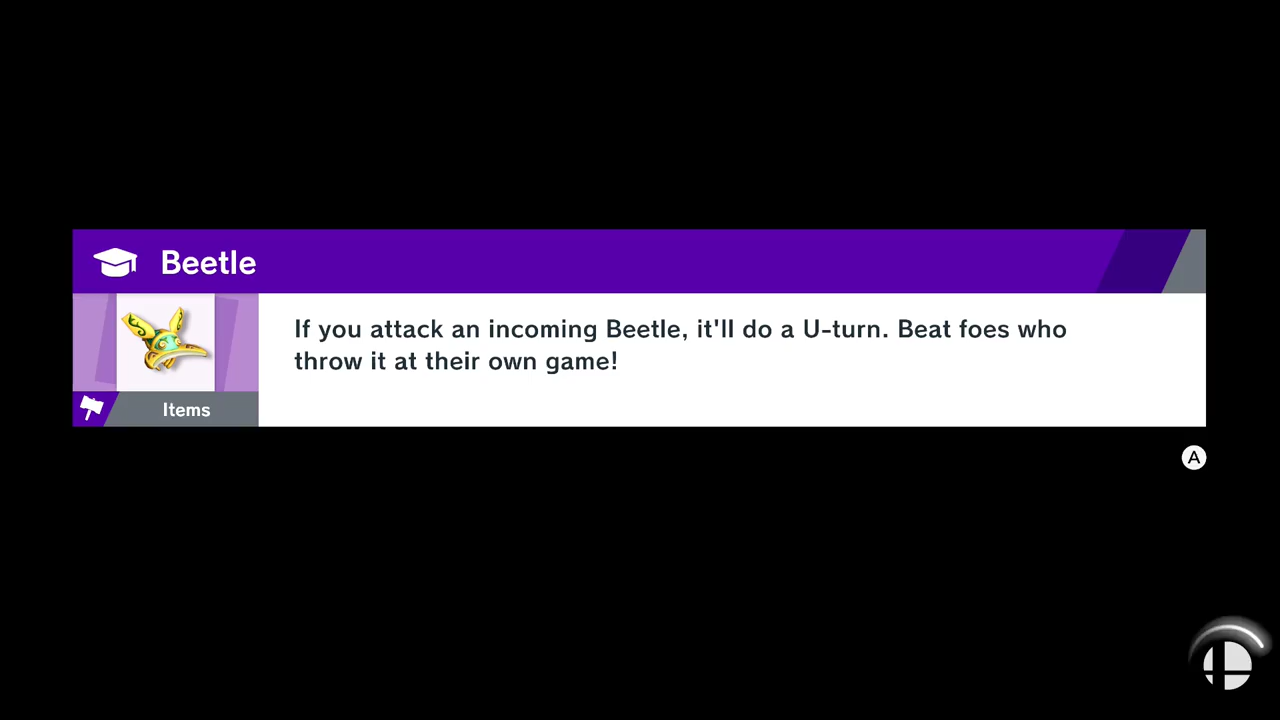 Beetle
If you attack an incoming Beetle, it'll do a U-turn. Beat foes who
throw it at their own game!
Items
A